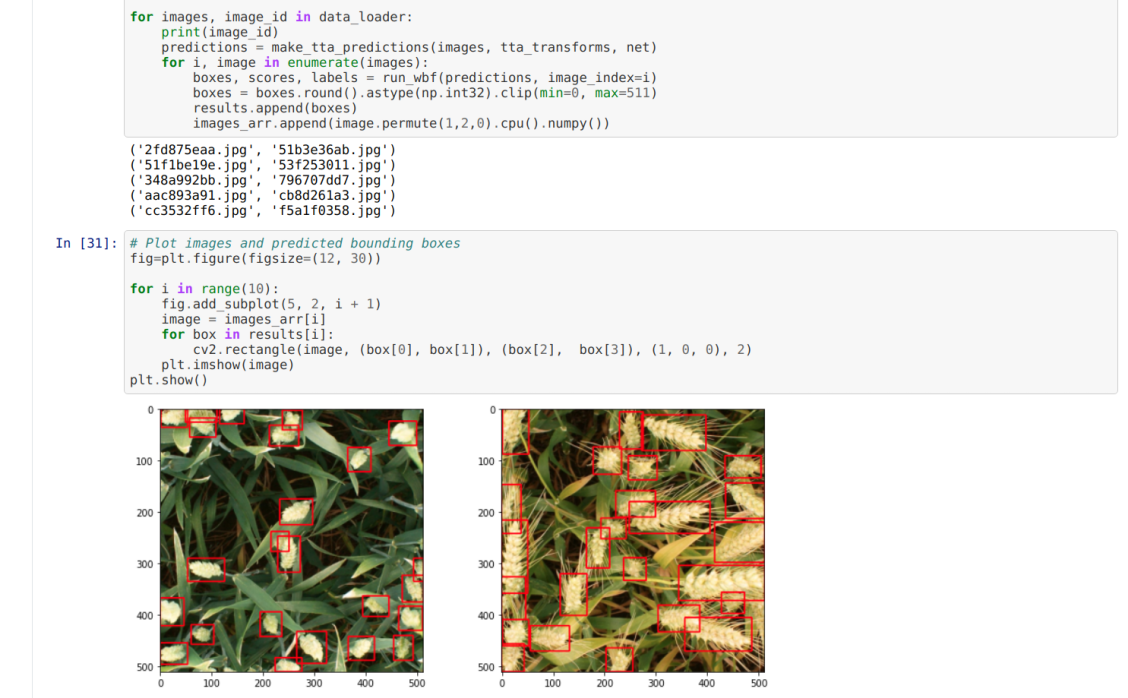 for images, image_id in data_loader:
    print(image_id)
    predictions = make_tta_predictions(images, tta_transforms, net)
    for i, image in enumerate(images):
        boxes, scores, labels = run_wbf(predictions, image_index=i)
        boxes = boxes.round().astype(np.int32).clip(min=0, max=511)
        results.append(boxes)
        images_arr.append(image.permute(1,2,0).cpu().numpy())
('2fd875eaa.jpg', '51b3e36ab.jpg')
('51f1be19e.jpg', '53f253011.jpg')
('348a992bb.jpg', '796707dd7.jpg')
('aac893a91.jpg', 'cb8d261a3.jpg')
('cc3532ff6.jpg', 'f5a1f0358.jpg')
In [31]: # Plot images and predicted bounding boxes
fig=plt.figure(figsize=(12, 30))
for i in range(10):
    fig.add_subplot(5, 2, i + 1)
    image = images_arr[i]
    for box in results[i]:
        cv2.rectangle(image, (box[0], box[1]), (box[2],  box[3]), (1, 0, 0), 2)
    plt.imshow(image)
plt.show()
0
100
200
300
400
500
0 100 200 300 400 500
0
100
200
300
400
500
0 100 200 300 400 500